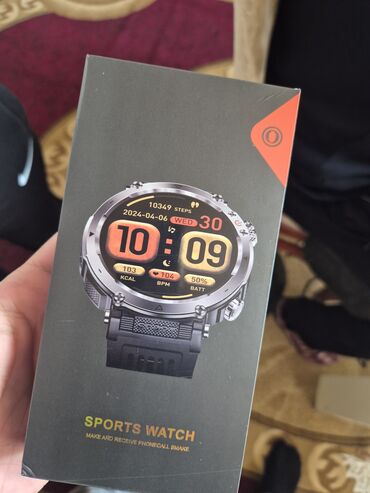 10349 STEPS
2024-04-06 WED 30
10 09
103 104 50%
KCAL BPM BATT
SPORTS WATCH
MAKE AND RECEIVE PHONECALL BMAKE